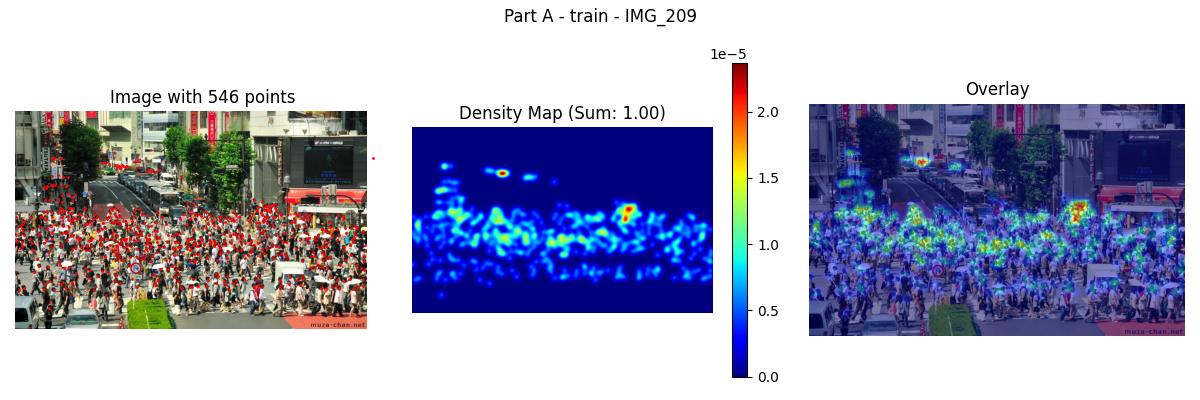 Part A - train - IMG_209
Image with 546 points
muza-chan.net
Density Map (Sum: 1.00)
1e−5
2.0
1.5
1.0
0.5
0.0
Overlay
muza-chan.net